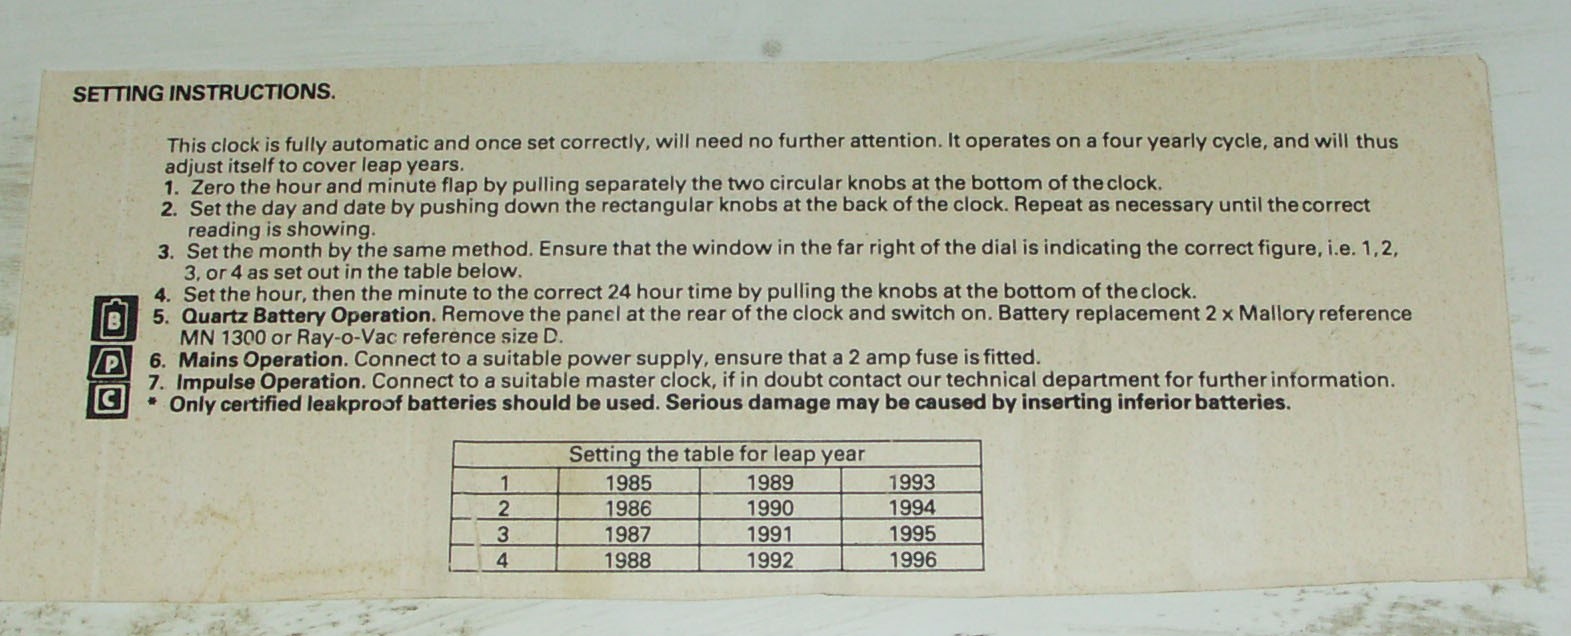 SETTING INSTRUCTIONS.
This clock is fully automatic and once set correctly, will need no further attention. It operates on a four yearly cycle, and will thus
adjust itself to cover leap years.
1. Zero the hour and minute flap by pulling separately the two circular knobs at the bottom of the clock.
2. Set the day and date by pushing down the rectangular knobs at the back of the clock. Repeat as necessary until the correct
reading is showing.
3. Set the month by the same method. Ensure that the window in the far right of the dial is indicating the correct figure, i.e. 1, 2,
3, or 4 as set out in the table below.
4. Set the hour, then the minute to the correct 24 hour time by pulling the knobs at the bottom of the clock.
B 5. Quartz Battery Operation. Remove the panel at the rear of the clock and switch on. Battery replacement 2 x Mallory reference
MN 1300 or Ray-o-Vac reference size D.
P 6. Mains Operation. Connect to a suitable power supply, ensure that a 2 amp fuse is fitted.
7. Impulse Operation. Connect to a suitable master clock, if in doubt contact our technical department for further information.
C * Only certified leakproof batteries should be used. Serious damage may be caused by inserting inferior batteries.
Setting the table for leap year
1 1985 1989 1993
2 1986 1990 1994
3 1987 1991 1995
4 1988 1992 1996